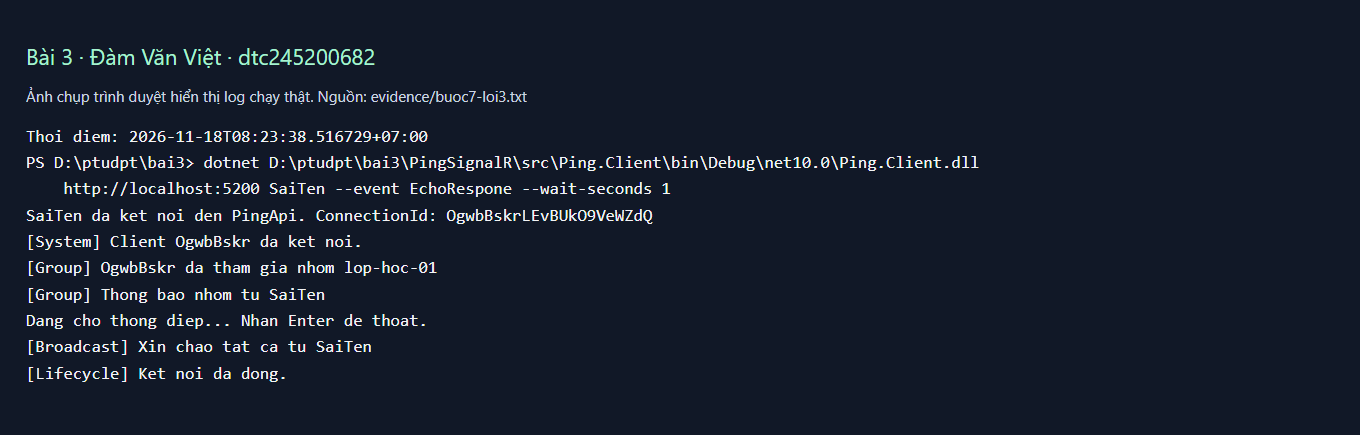 Bài 3 · Đàm Văn Việt · dtc245200682
Ảnh chụp trình duyệt hiển thị log chạy thật. Nguồn: evidence/buoc7-loi3.txt
Thoi diem: 2026-11-18T08:23:38.516729+07:00
PS D:\ptudpt\bai3> dotnet D:\ptudpt\bai3\PingSignalR\src\Ping.Client\bin\Debug\net10.0\Ping.Client.dll
http://localhost:5200 SaiTen --event EchoRespone --wait-seconds 1
SaiTen da ket noi den PingApi. ConnectionId: OgwbBskrLEvBUkO9VeWZdQ
[System] Client OgwbBskr da ket noi.
[Group] OgwbBskr da tham gia nhom lop-hoc-01
[Group] Thong bao nhom tu SaiTen
Dang cho thong diep... Nhan Enter de thoat.
[Broadcast] Xin chao tat ca tu SaiTen
[Lifecycle] Ket noi da dong.